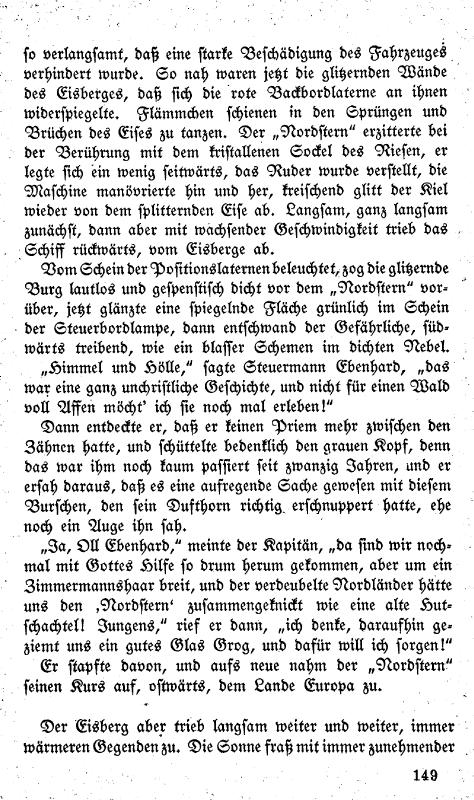 so verlangsamt, daß eine starke Beschädigung des Fahrzeuges
verhindert wurde. So nah waren jetzt die glitzernden Wände
des Eisberges, daß sich die rote Backbordlaterne an ihnen
widerspiegelte. Flämmchen schienen in den Sprüngen und
Brüchen des Eises zu tanzen. Der „Nordstern“ erzitterte bei
der Berührung mit dem kristallenen Sockel des Riesen, er
legte sich ein wenig seitwärts, das Ruder wurde verstellt, die
Maschine manövrierte hin und her, kreischend glitt der Kiel
wieder von dem splitternden Eise ab. Langsam, ganz langsam
zunächst, dann aber mit wachsender Geschwindigkeit trieb das
Schiff rückwärts, vom Eisberge ab.
Vom Schein der Positionslaternen beleuchtet, zog die glitzernde
Burg lautlos und gespenstisch dicht vor dem „Nordstern“ vor-
über, jetzt glänzte eine spiegelnde Fläche grünlich im Schein
der Steuerbordlampe, dann entschwand der Gefährliche, süd-
wärts treibend, wie ein blasser Schemen im dichten Nebel.
„Himmel und Hölle,“ sagte Steuermann Ebenhard, „das
war eine ganz unchristliche Geschichte, und nicht für einen Wald
voll Affen möcht’ ich sie noch mal erleben!“
Dann entdeckte er, daß er keinen Priem mehr zwischen den
Zähnen hatte, und schüttelte bedenklich den grauen Kopf, denn
das war ihm noch kaum passiert seit zwanzig Jahren, und er
ersah daraus, daß es eine aufregende Sache gewesen mit diesem
Burschen, den sein Dufthorn richtig erschnuppert hatte, ehe
noch ein Auge ihn sah.
„Ja, Oll Ebenhard,“ meinte der Kapitän, „da sind wir noch-
mal mit Gottes Hilfe so drum herum gekommen, aber um ein
Zimmermannshaar breit, und der verdeubelte Nordländer hätte
uns den ‚Nordstern‘ zusammengeknickt wie eine alte Hut-
schachtel! Jungens,“ rief er dann, „ich denke, daraufhin ge-
ziemt uns ein gutes Glas Grog, und dafür will ich sorgen!“
Er stapfte davon, und aufs neue nahm der „Nordstern“
seinen Kurs auf, ostwärts, dem Lande Europa zu.
Der Eisberg aber trieb langsam weiter und weiter, immer
wärmeren Gegenden zu. Die Sonne fraß mit immer zunehmender
149